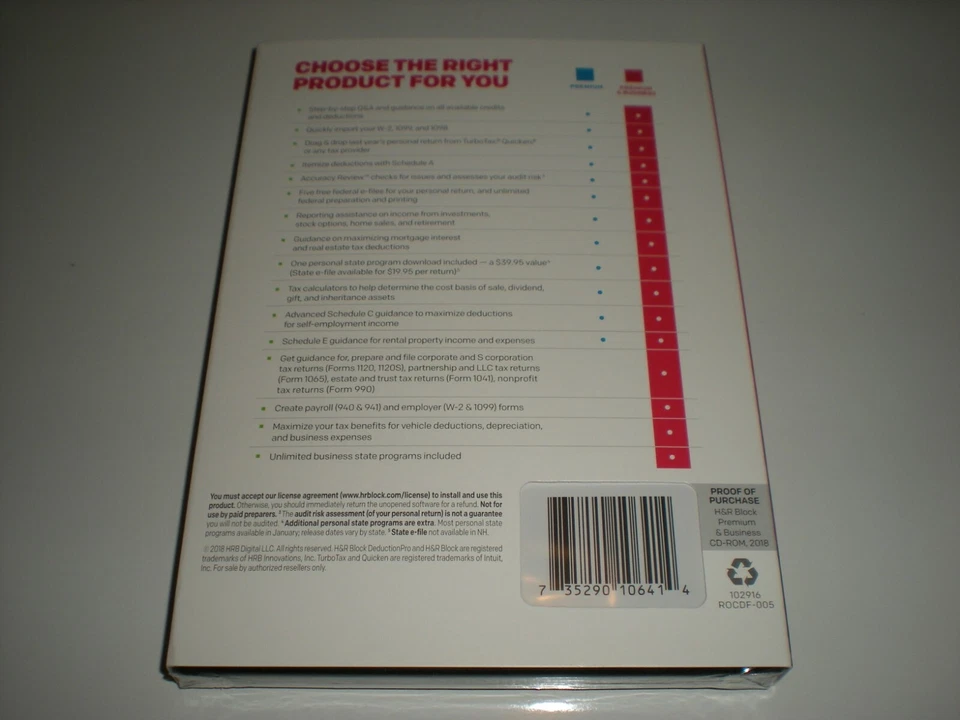 CHOOSE THE RIGHT
PRODUCT FOR YOU
PREMIUM
PREMIUM
& BUSINESS
Step-by-step Q&A and guidance on all available credits
and deductions
Quickly import your W-2, 1099, and 1098
Drag & drop last year's personal return from TurboTax® Quicken®
or any tax provider
Itemize deductions with Schedule A
Accuracy Review™ checks for issues and assesses your audit risk
Five free federal e-files for your personal return, and unlimited
federal preparation and printing
Reporting assistance on income from investments,
stock options, home sales, and retirement
Guidance on maximizing mortgage interest
and real estate tax deductions
One personal state program download included — a $39.95 value
(State e-file available for $19.95 per return)
Tax calculators to help determine the cost basis of sale, dividend,
gift, and inheritance assets
Advanced Schedule C guidance to maximize deductions
for self-employment income
Schedule E guidance for rental property income and expenses
Get guidance for, prepare and file corporate and S corporation
tax returns (Forms 1120, 1120S), partnership and LLC tax returns
(Form 1065), estate and trust tax returns (Form 1041), nonprofit
tax returns (Form 990)
Create payroll (940 & 941) and employer (W-2 & 1099) forms
Maximize your tax benefits for vehicle deductions, depreciation,
and business expenses
Unlimited business state programs included
You must accept our license agreement (www.hrblock.com/license) to install and use this
product. Otherwise, you should immediately return the unopened software for a refund. Not for
use by paid preparers. The audit risk assessment (of your personal return) is not a guarantee
you will not be audited. Additional personal state programs are extra. Most personal state
programs available in January; release dates vary by state. State e-file not available in NH.
© 2018 HRB Digital LLC. All rights reserved. H&R Block DeductionPro and H&R Block are registered
trademarks of HRB Innovations, Inc. TurboTax and Quicken are registered trademarks of Intuit,
Inc. For sale by authorized resellers only.
7 35290 10641 4
PROOF OF
PURCHASE
H&R Block
Premium
& Business
CD-ROM, 2018
102916
ROCDF-005